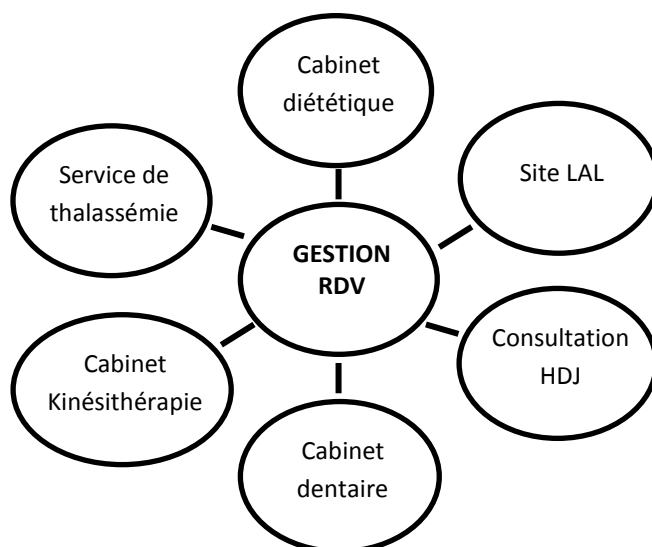 Cabinet
diététique
Site LAL
Service de
thalassémie
GESTION
RDV
Consultation
HDJ
Cabinet
Kinésithérapie
Cabinet
dentaire